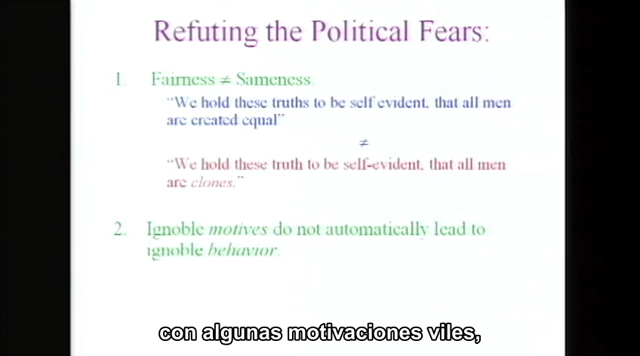 Refuting the Political Fears:
1. Fairness ≠ Sameness.
“We hold these truths to be self evident, that all men
are created equal”
≠
“We hold these truth to be self-evident, that all men
are clones.”
2. Ignoble motives do not automatically lead to
ignoble behavior.
con algunas motivaciones viles,